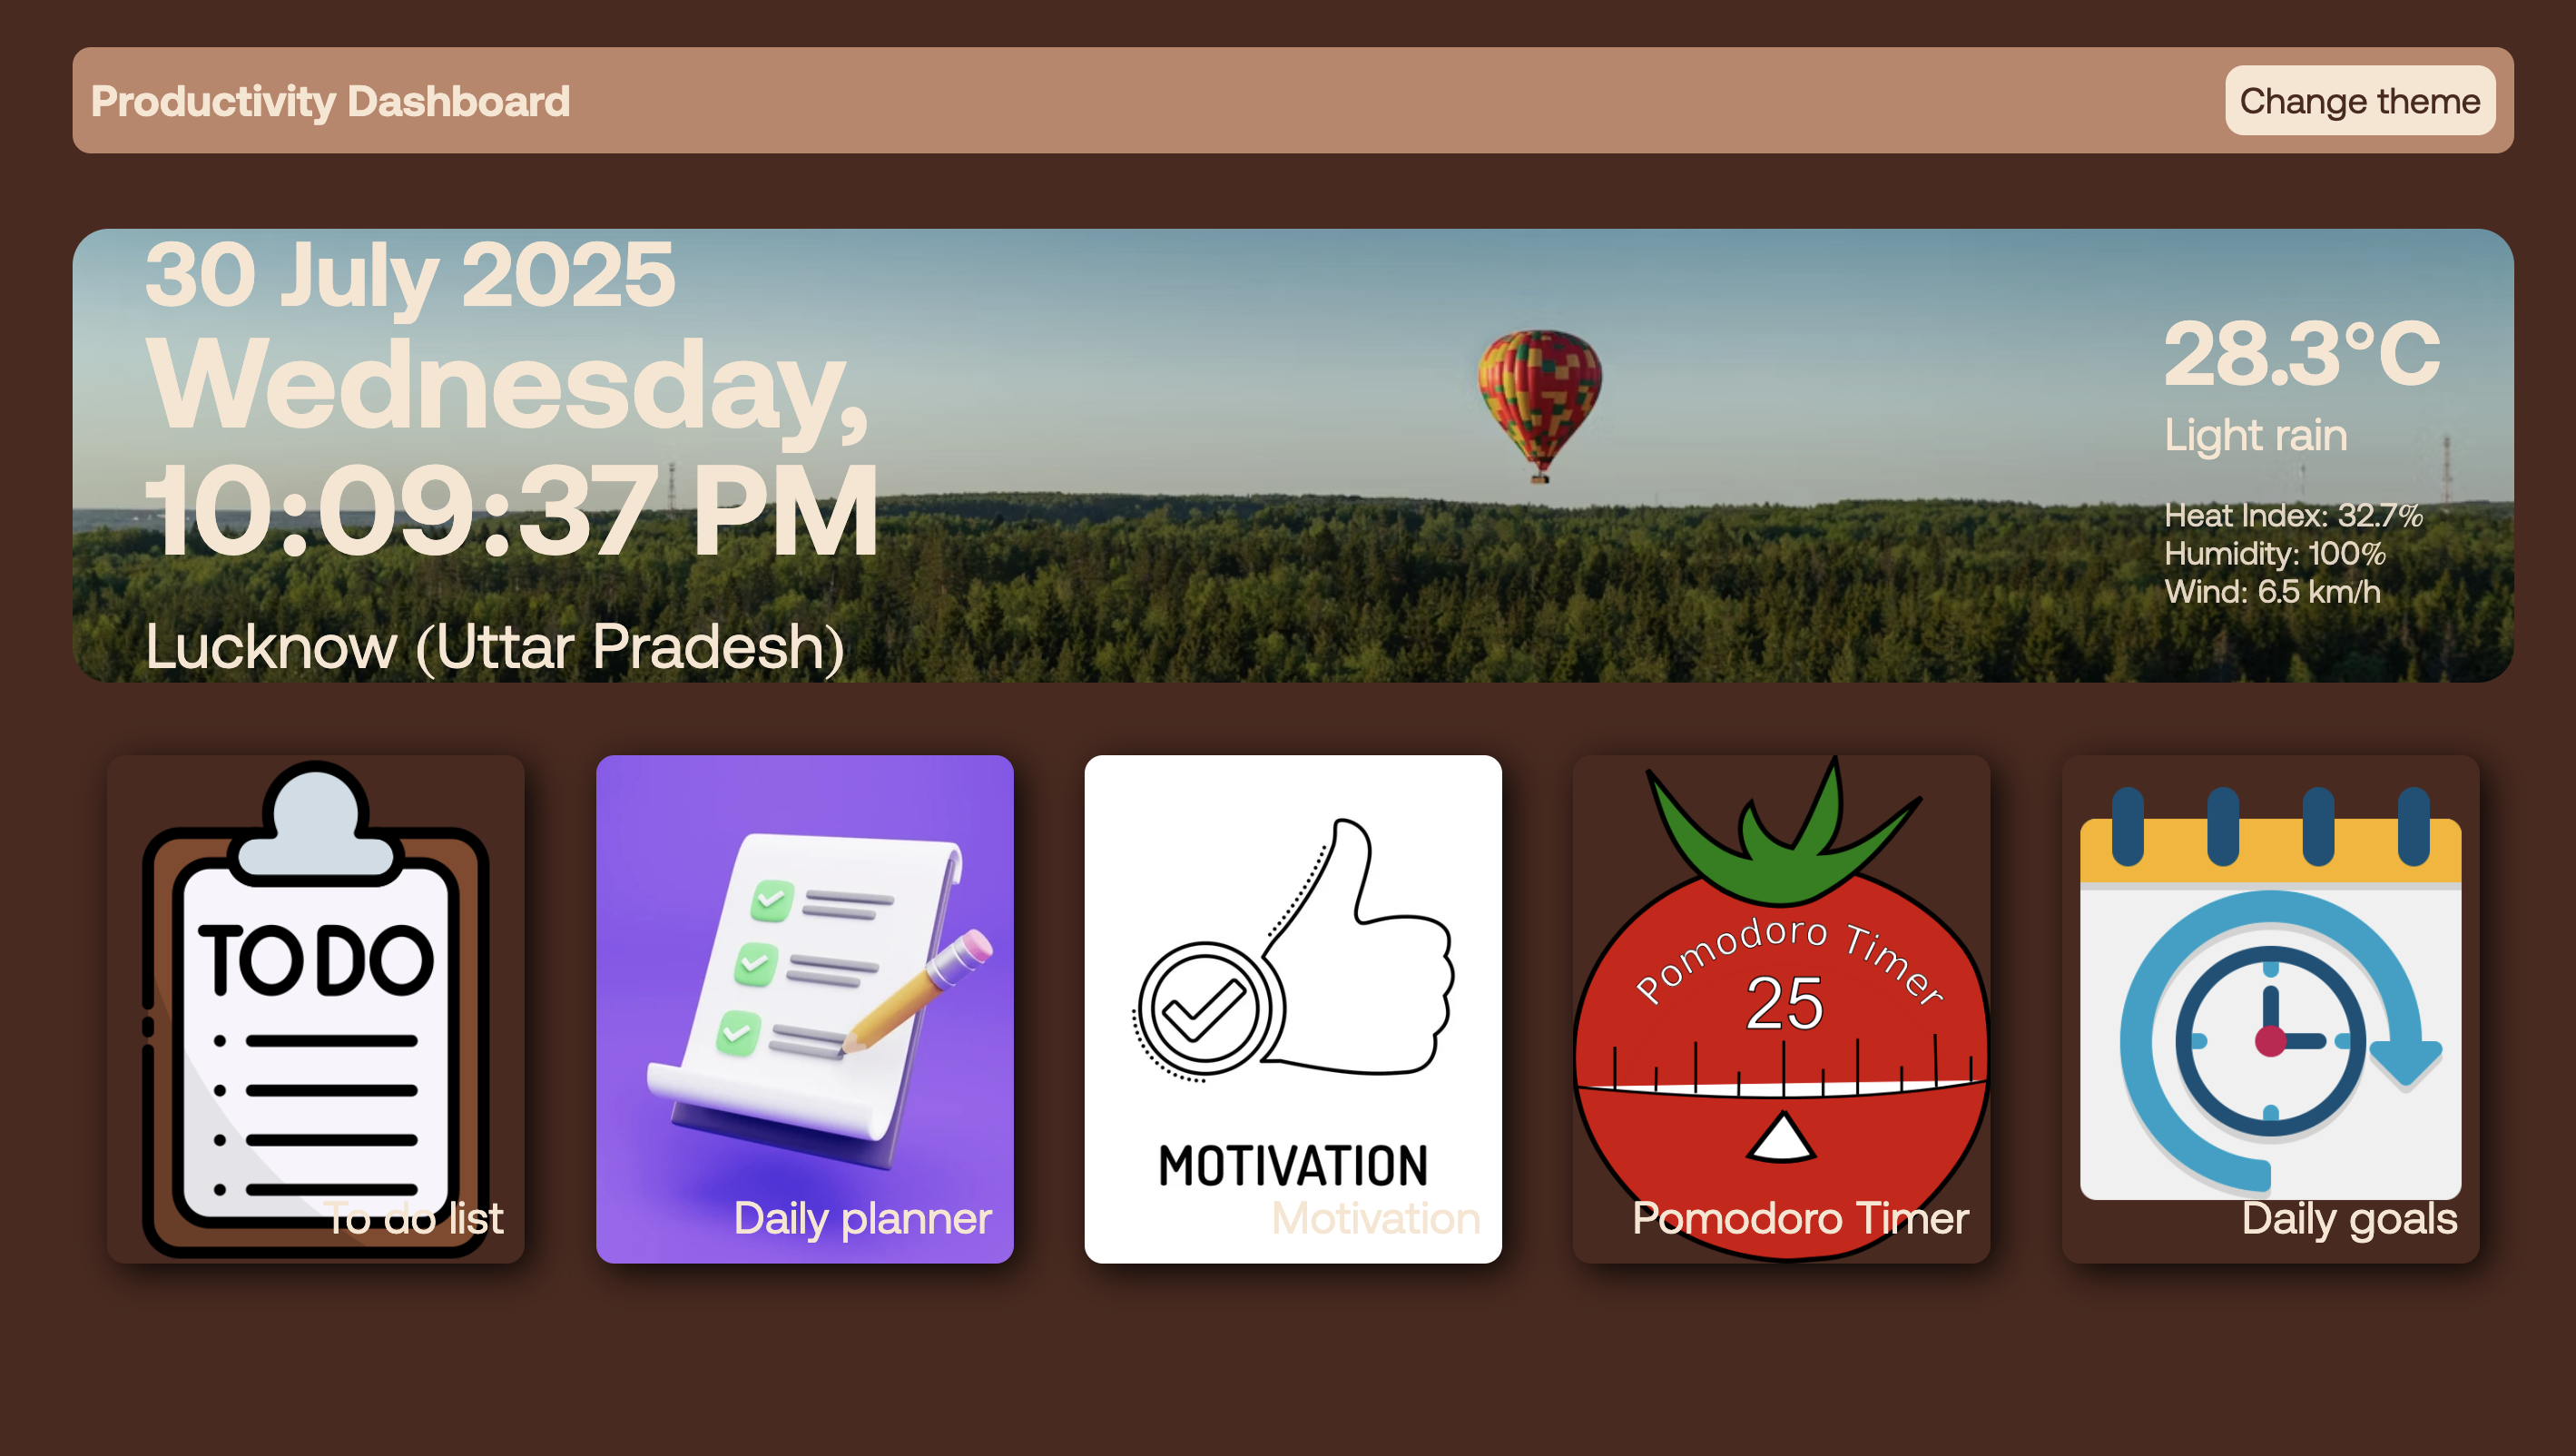 Productivity Dashboard
Change theme
30 July 2025
Wednesday,
10:09:37 PM
Lucknow (Uttar Pradesh)
28.3°C
Light rain
Heat Index: 32.7%
Humidity: 100%
Wind: 6.5 km/h
TO DO
To do list
Daily planner
MOTIVATION
Motivation
Pomodoro Timer
25
Pomodoro Timer
Daily goals